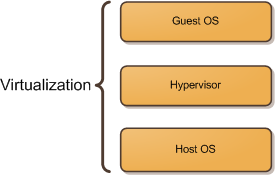 Guest OS
Virtualization
Hypervisor
Host OS